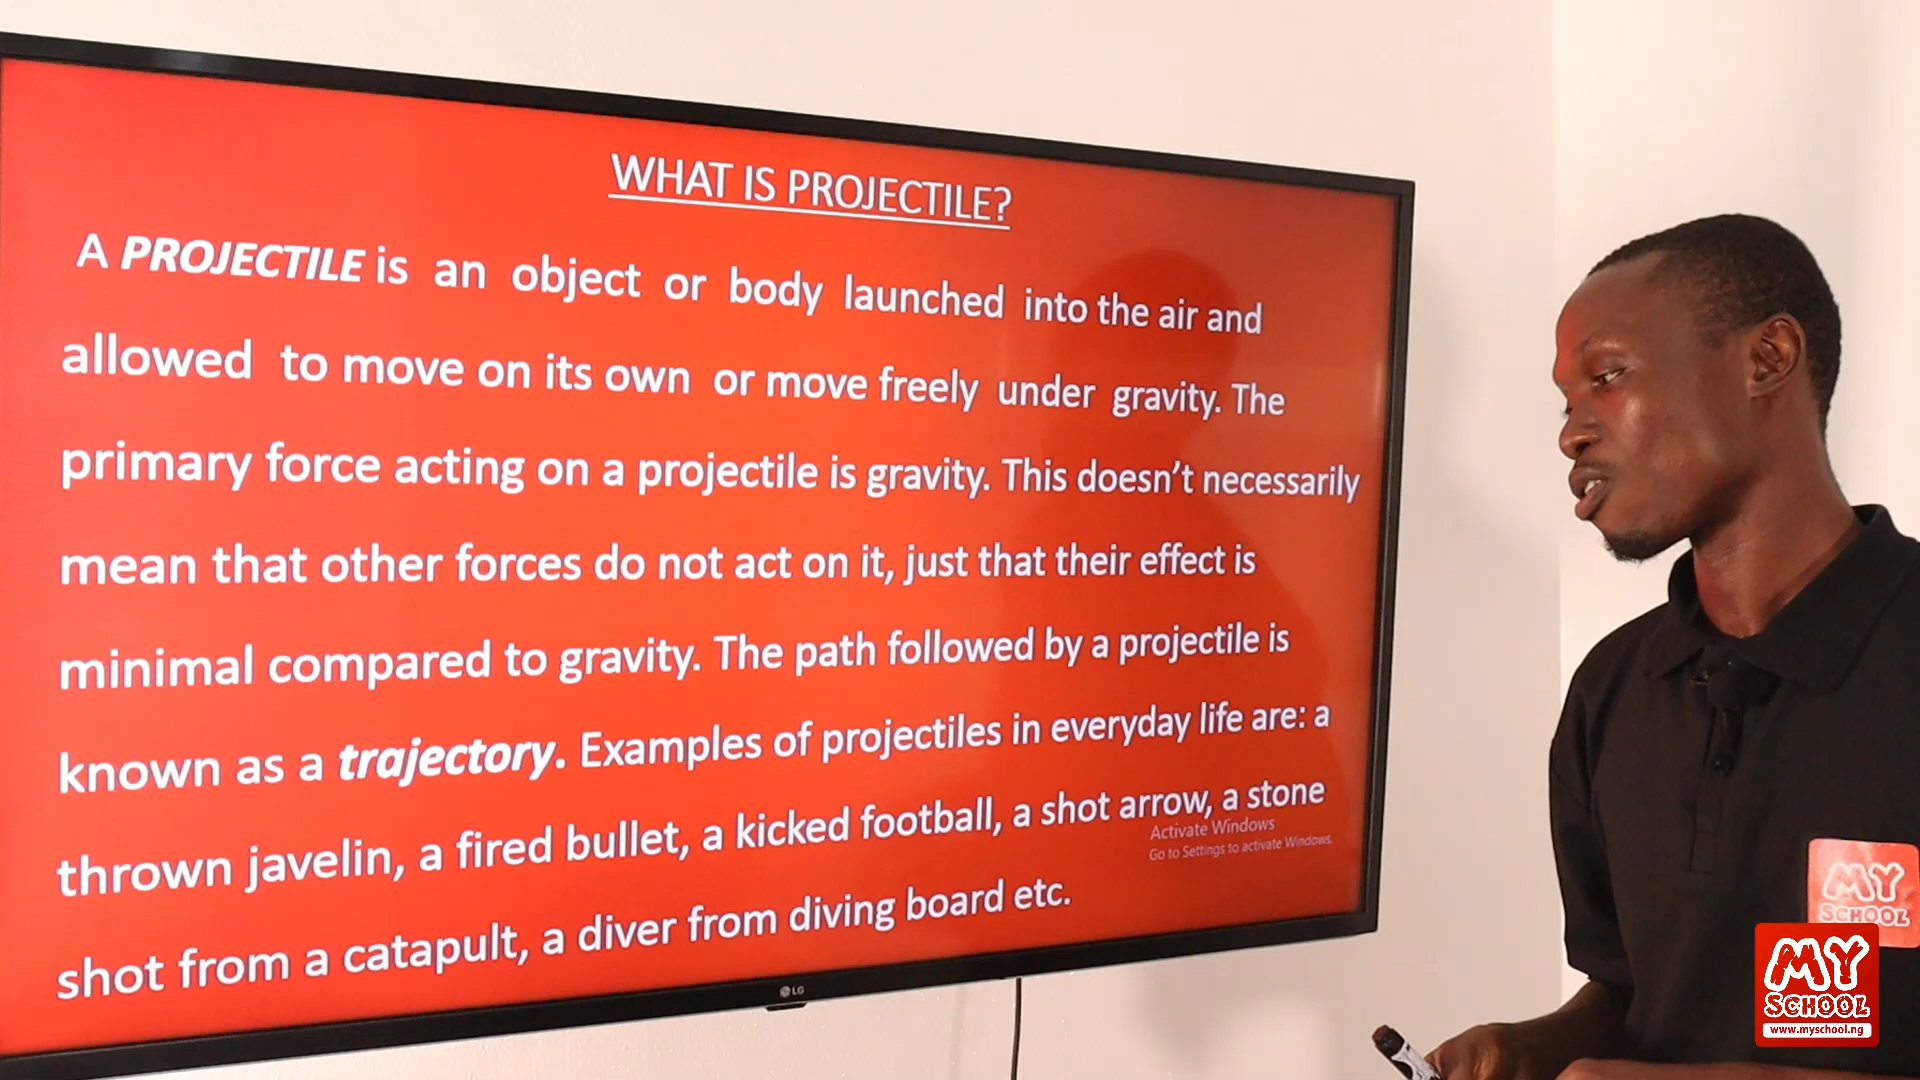 WHAT IS PROJECTILE?
A PROJECTILE is an object or body launched into the air and
allowed to move on its own or move freely under gravity. The
primary force acting on a projectile is gravity. This doesn't necessarily
mean that other forces do not act on it, just that their effect is
minimal compared to gravity. The path followed by a projectile is
known as a trajectory. Examples of projectiles in everyday life are: a
thrown javelin, a fired bullet, a kicked football, a shot arrow, a stone
shot from a catapult, a diver from diving board etc.
Activate Windows
Go to Settings to activate Windows.
LG
MY
SCHOOL
MY
SCHOOL
www.myschool.ng